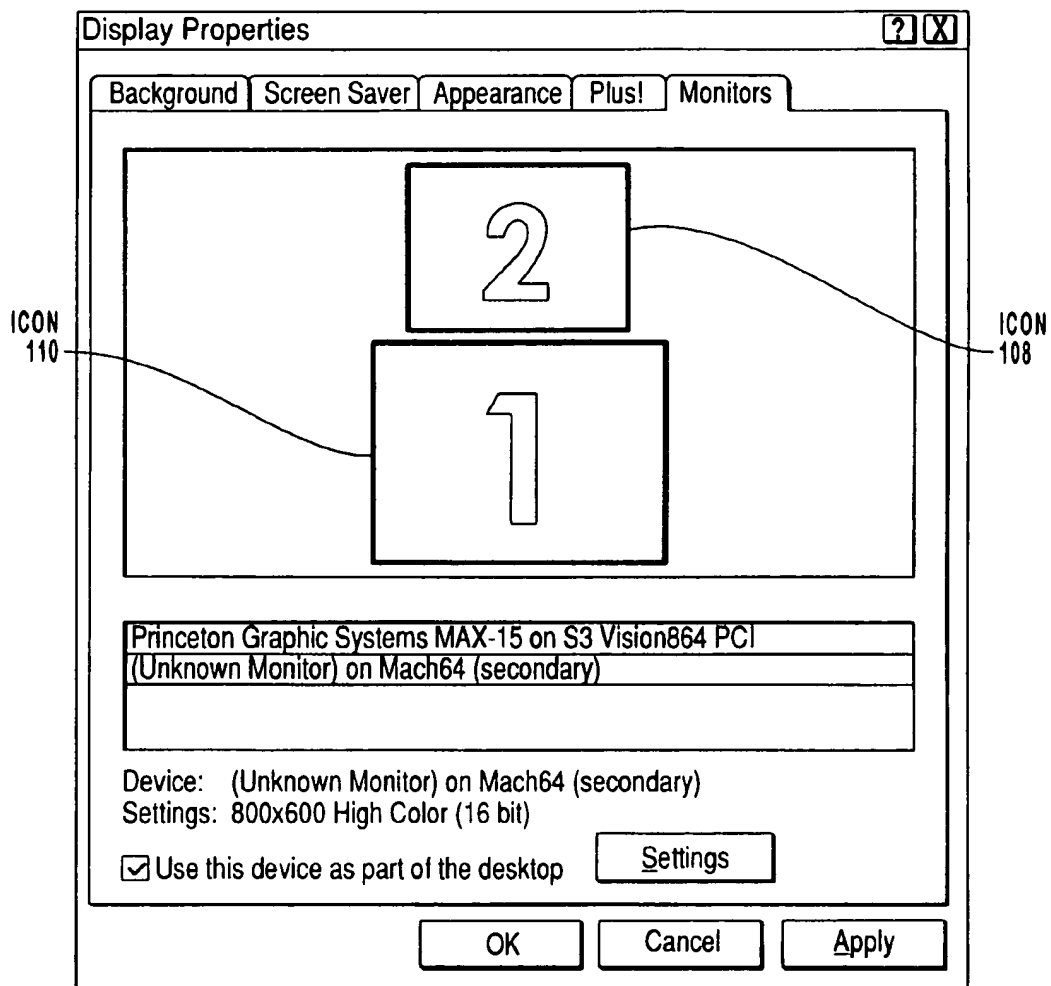 Display Properties ? X
Background Screen Saver Appearance Plus! Monitors
2
ICON
110
ICON
108
1
Princeton Graphic Systems MAX-15 on S3 Vision864 PCI
(Unknown Monitor) on Mach64 (secondary)
Device: (Unknown Monitor) on Mach64 (secondary)
Settings: 800x600 High Color (16 bit)
Use this device as part of the desktop Settings
OK Cancel Apply